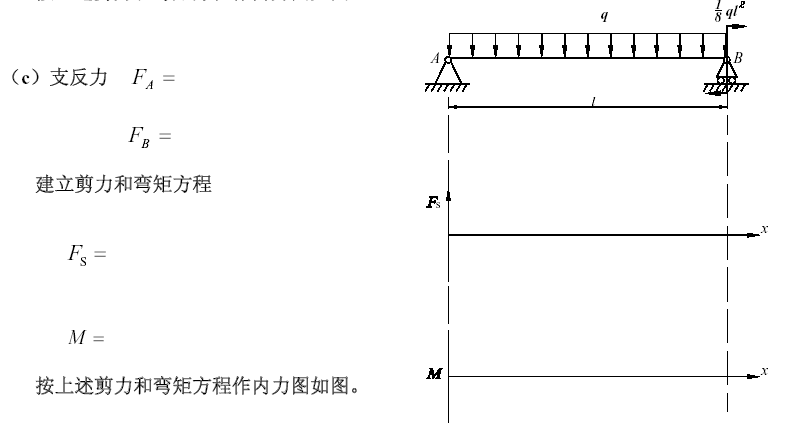 (c) 支反力 F_A =
F_B =
建立剪力和弯矩方程
F_S =
M =
按上述剪力和弯矩方程作内力图如图。
q
1/8 ql²
A
B
l
F_S
x
M
x